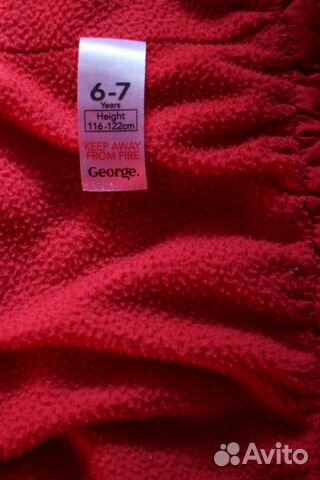 6-7
Years
Height
116-122cm
KEEP AWAY
FROM FIRE
George.
Avito